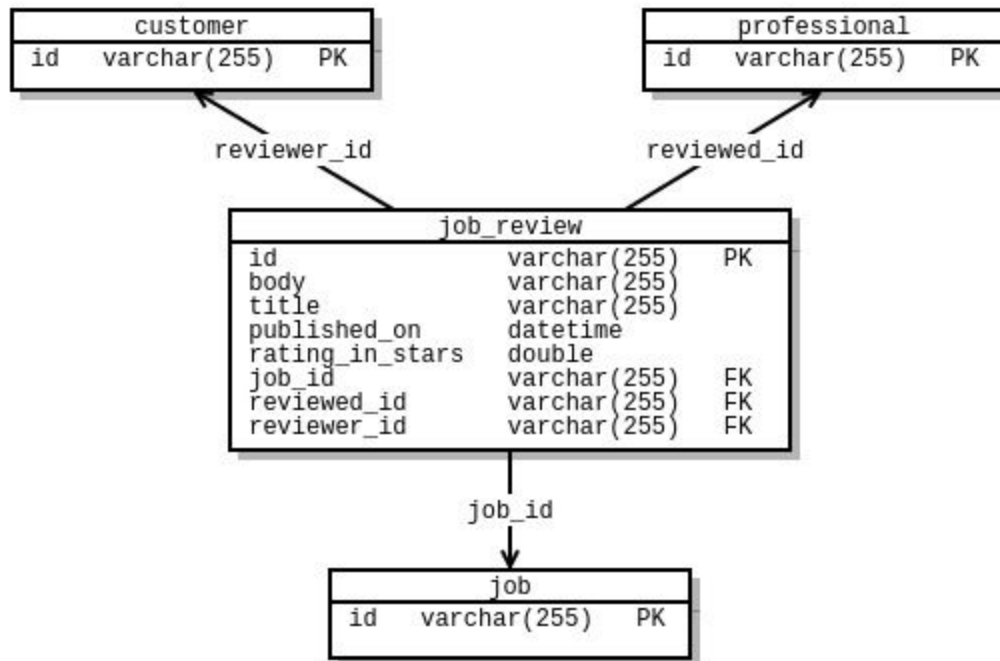 customer
id varchar(255) PK
professional
id varchar(255) PK
reviewer_id
reviewed_id
job_review
id varchar(255) PK
body varchar(255)
title varchar(255)
published_on datetime
rating_in_stars double
job_id varchar(255) FK
reviewed_id varchar(255) FK
reviewer_id varchar(255) FK
job_id
job
id varchar(255) PK